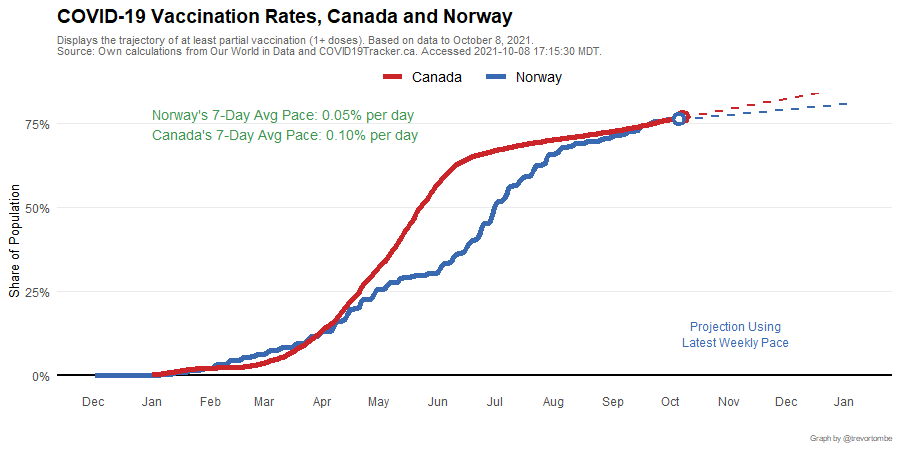 COVID-19 Vaccination Rates, Canada and Norway
Displays the trajectory of at least partial vaccination (1+ doses). Based on data to October 8, 2021.
Source: Own calculations from Our World in Data and COVID19Tracker.ca. Accessed 2021-10-08 17:15:30 MDT.
Canada Norway
Norway's 7-Day Avg Pace: 0.05% per day
Canada's 7-Day Avg Pace: 0.10% per day
75%
50%
25%
0%
Share of Population
Projection Using
Latest Weekly Pace
Dec Jan Feb Mar Apr May Jun Jul Aug Sep Oct Nov Dec Jan
Graph by @trevortombe